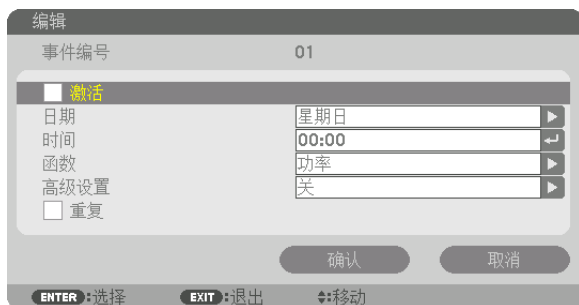 编辑
事件编号 01
激活
日期 星期日
时间 00:00
函数 功率
高级设置 关
重复
确认 取消
ENTER:选择 EXIT:退出 :移动